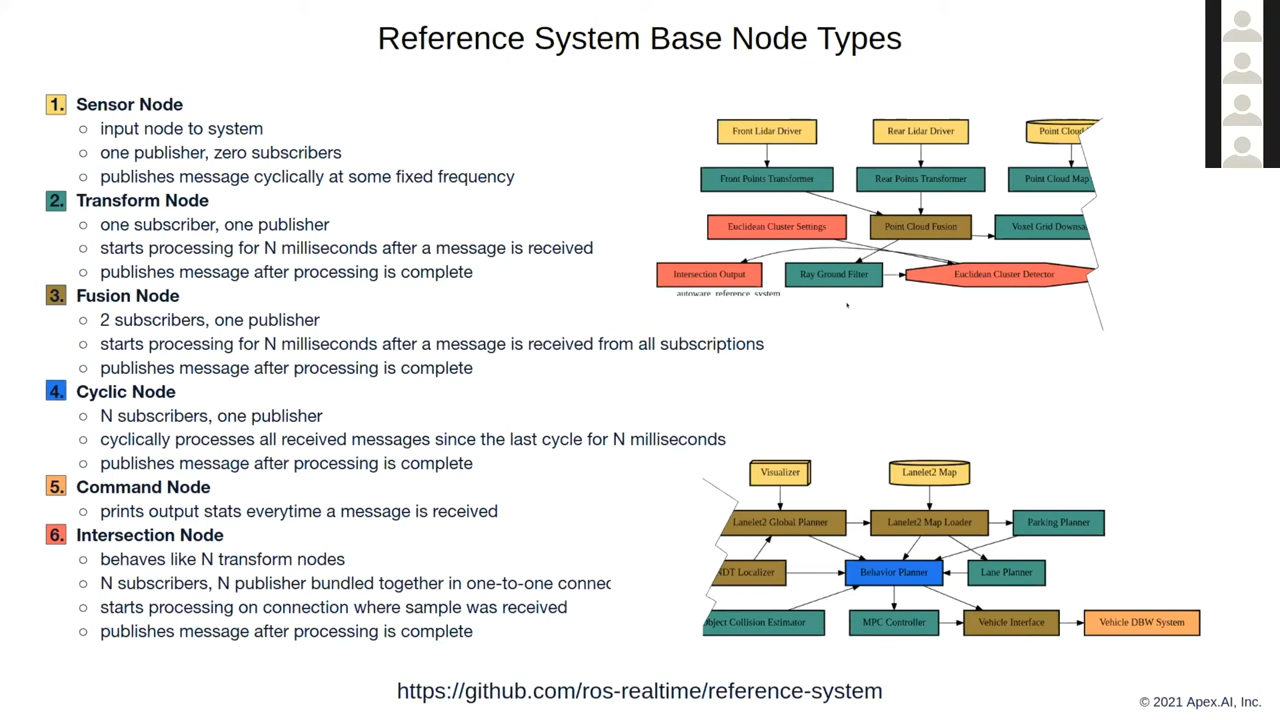 Reference System Base Node Types
1. Sensor Node
○ input node to system
○ one publisher, zero subscribers
○ publishes message cyclically at some fixed frequency
2. Transform Node
○ one subscriber, one publisher
○ starts processing for N milliseconds after a message is received
○ publishes message after processing is complete
3. Fusion Node
○ 2 subscribers, one publisher
○ starts processing for N milliseconds after a message is received from all subscriptions
○ publishes message after processing is complete
4. Cyclic Node
○ N subscribers, one publisher
○ cyclically processes all received messages since the last cycle for N milliseconds
○ publishes message after processing is complete
5. Command Node
○ prints output stats everytime a message is received
6. Intersection Node
○ behaves like N transform nodes
○ N subscribers, N publisher bundled together in one-to-one
○ starts processing on connection where sample was received
○ publishes message after processing is complete
Front Lidar Driver
Rear Lidar Driver
Point Cloud
Front Points Transformer
Rear Points Transformer
Point Cloud Map
Euclidean Cluster Settings
Point Cloud Fusion
Voxel Grid
Intersection Output
Ray Ground Filter
Euclidean Cluster Detector
autoware_reference_system
Visualizer
Lanelet2 Map
Lanelet2 Global Planner
Lanelet2 Map Loader
Parking Planner
NDT Localizer
Behavior Planner
Lane Planner
Object Collision Estimator
MPC Controller
Vehicle Interface
Vehicle DBW System
https://github.com/ros-realtime/reference-system
© 2021 Apex.AI, Inc.